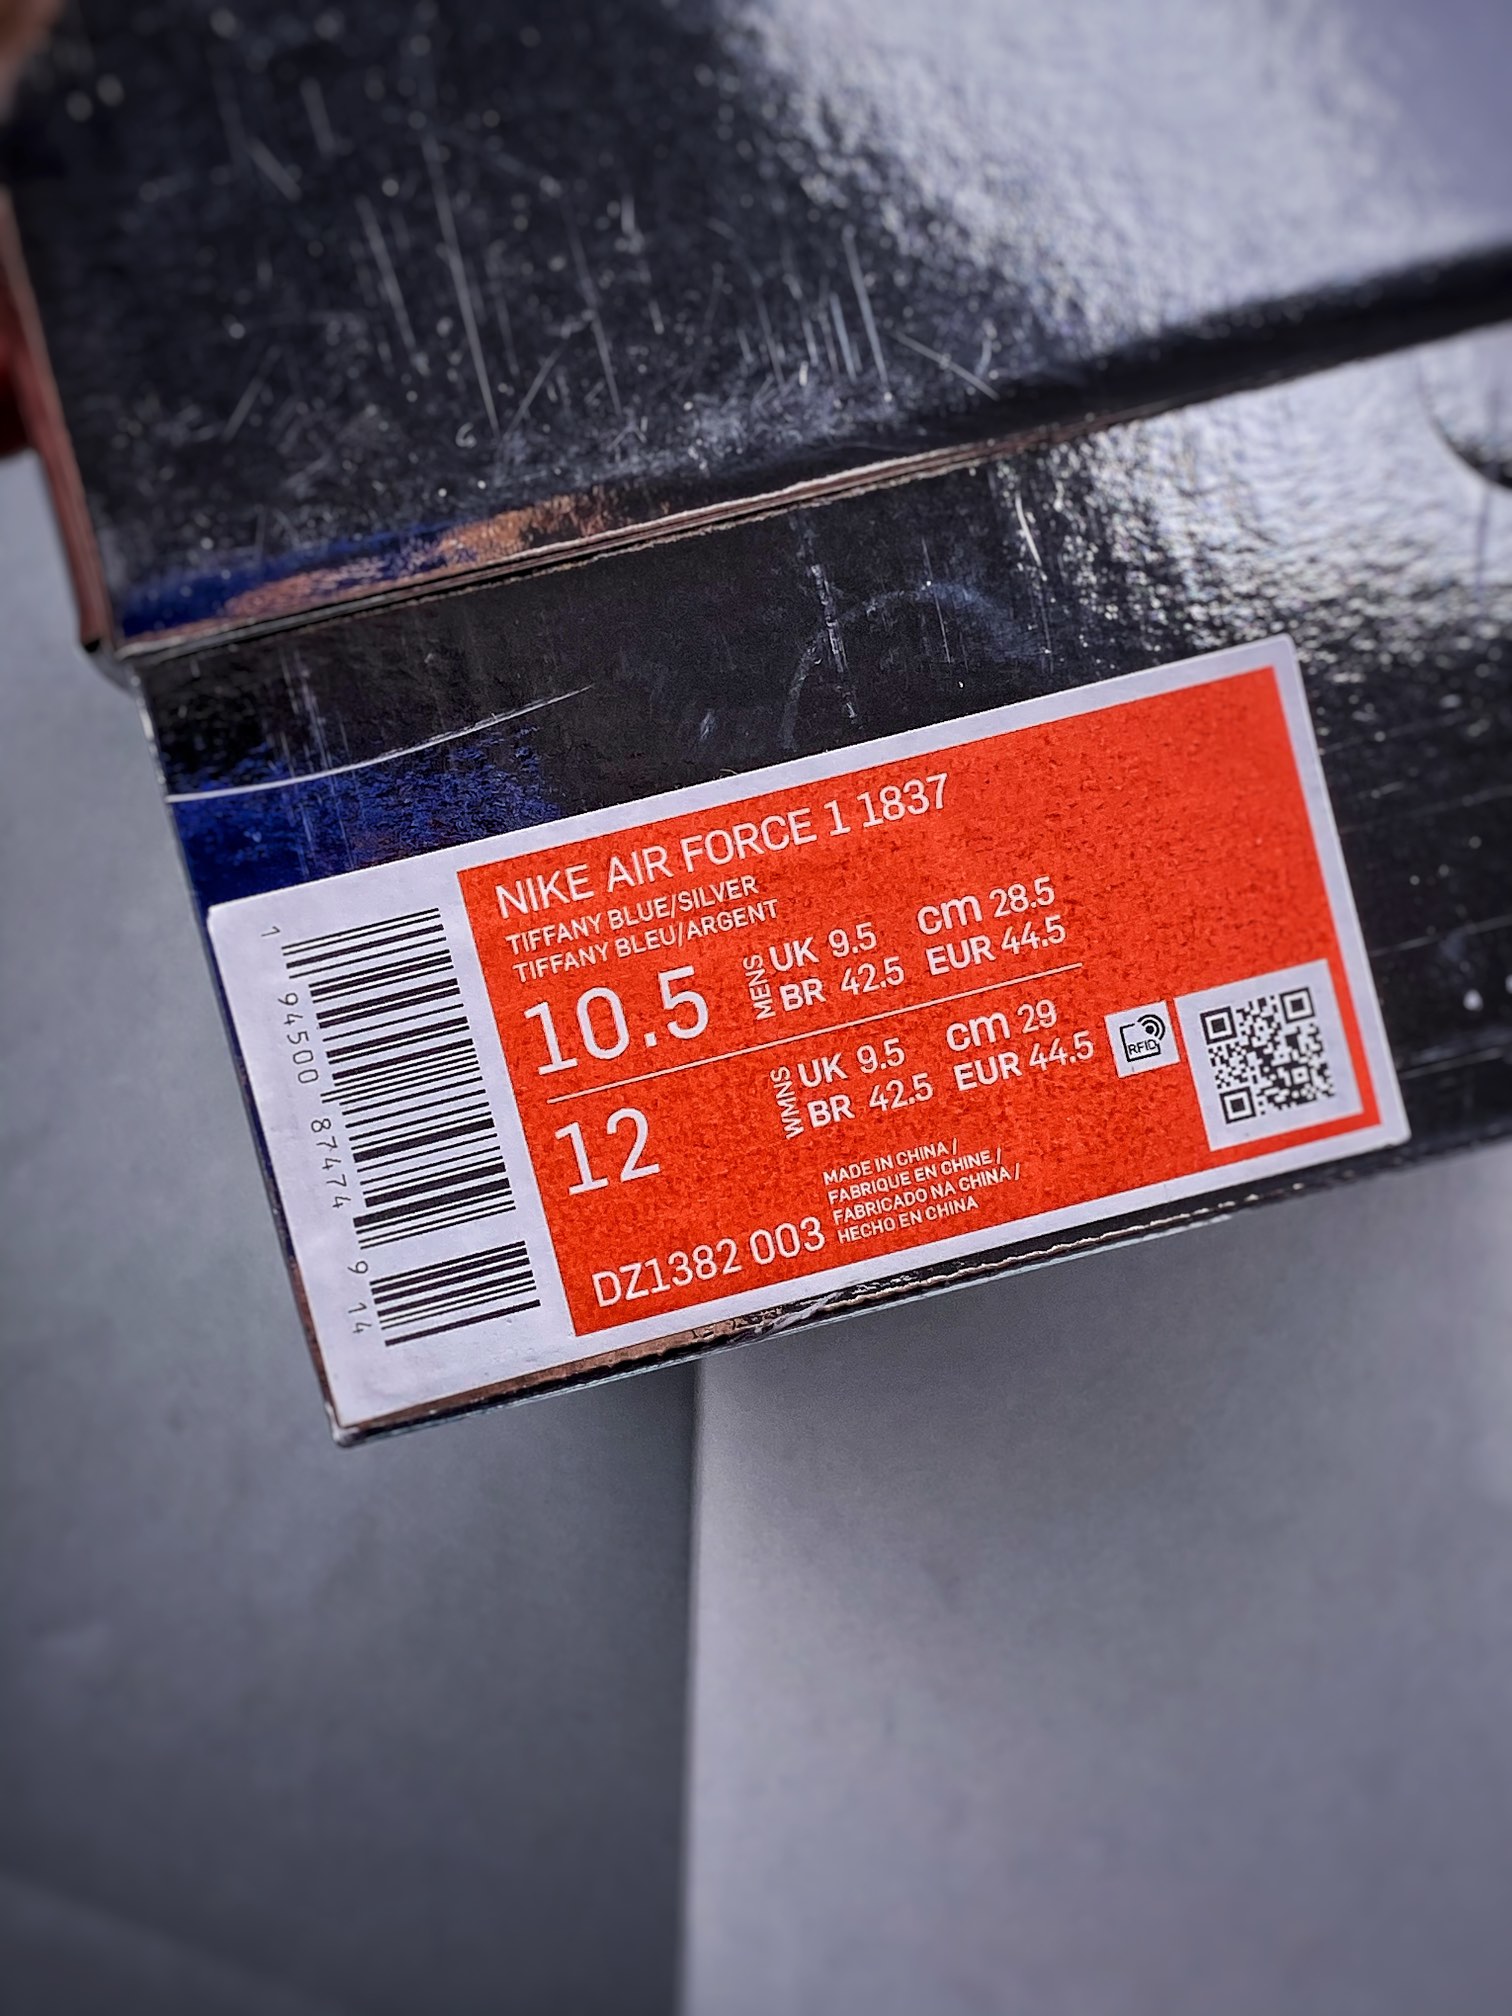 NIKE AIR FORCE 1 1837
TIFFANY BLUE/SILVER
TIFFANY BLEU/ARGENT
10.5
MENS
UK 9.5 cm 28.5
BR 42.5 EUR 44.5
12
WMNS
UK 9.5 cm 29
BR 42.5 EUR 44.5
RFID
DZ1382 003
MADE IN CHINA /
FABRIQUE EN CHINE /
FABRICADO NA CHINA /
HECHO EN CHINA
1 94500 87474 9 14